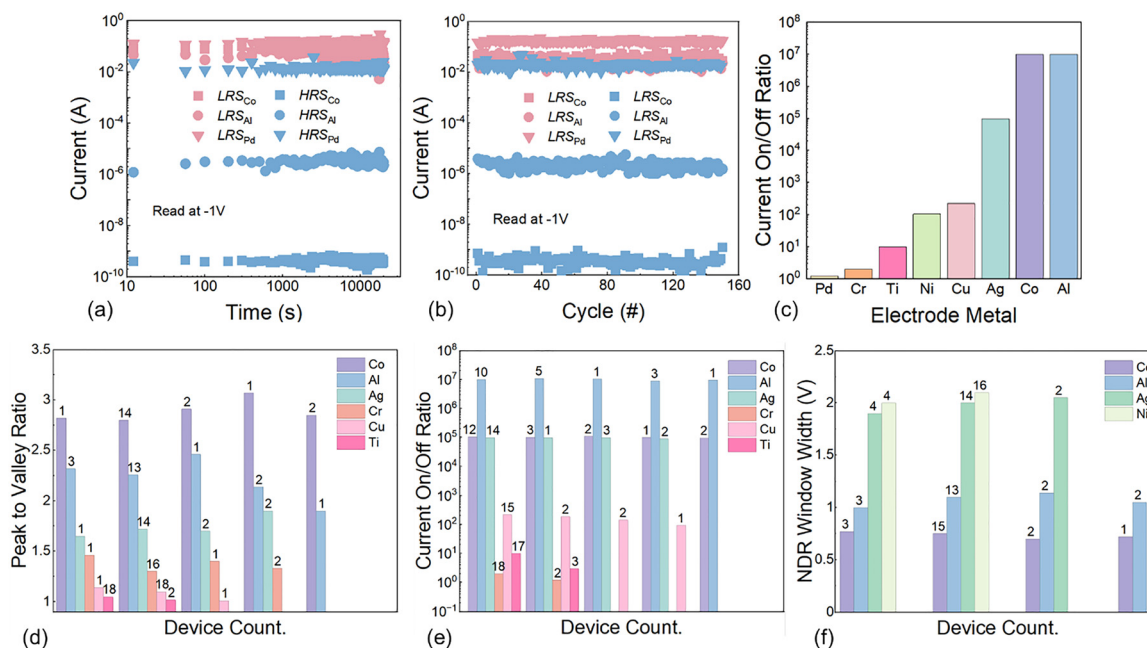 Current (A)
10^0
10^-2
10^-4
10^-6
10^-8
10^-10
LRS_Co HRS_Co
LRS_Al HRS_Al
LRS_Pd HRS_Pd
Read at -1V
10 100 1000 10000
(a) Time (s)
Current (A)
10^0
10^-2
10^-4
10^-6
10^-8
10^-10
LRS_Co LRS_Co
LRS_Al LRS_Al
LRS_Pd LRS_Pd
Read at -1V
0 40 80 120 160
(b) Cycle (#)
Current On/Off Ratio
10^8
10^7
10^6
10^5
10^4
10^3
10^2
10^1
10^0
Pd Cr Ti Ni Cu Ag Co Al
(c) Electrode Metal
Peak to Valley Ratio
3.5
3
2.5
2
1.5
1
Co
Al
Ag
Cr
Cu
Ti
1 3 1 1 1 18
14 13 14 16 18 2
2 1 2 1 1
1 2 2 2
2 1
(d) Device Count.
Current On/Off Ratio
10^8
10^7
10^6
10^5
10^4
10^3
10^2
10^1
10^0
10^-1
Co
Al
Ag
Cr
Cu
Ti
12 10 14 18 15 17
3 5 1 2 2 3
2 1 3 2
1 3 2 1
2 1
(e) Device Count.
NDR Window Width (V)
2.5
2
1.5
1
0.5
0
Co
Al
Ag
Ni
3 3 4 4
15 13 14 16
2 2 2
1 2
(f) Device Count.